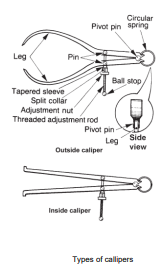 Circular
spring
Pivot pin
Leg
Pin
Tapered sleeve
Split collar
Adjustment nut
Threaded adjustment rod
Ball stop
Pivot pin
Leg
Side
view
Outside caliper
Inside caliper
Types of callipers